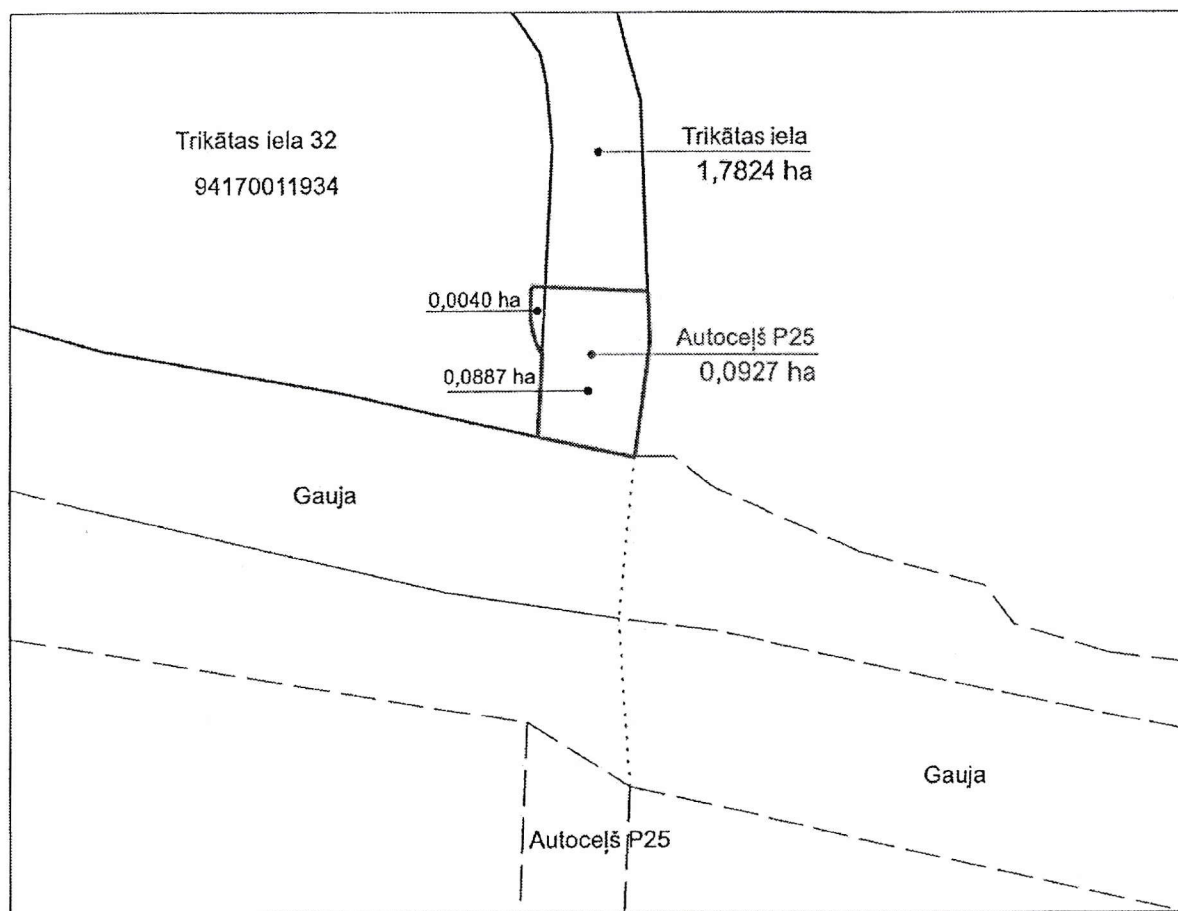 Trikātas iela 32
94170011934
Trikātas iela
1,7824 ha
0,0040 ha
Autoceļš P25
0,0927 ha
0,0887 ha
Gauja
Gauja
Autoceļš P25